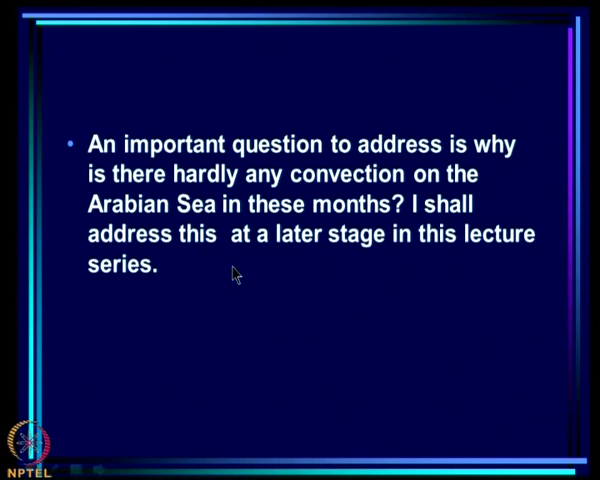 An important question to address is why
is there hardly any convection on the
Arabian Sea in these months? I shall
address this at a later stage in this lecture
series.
NPTEL